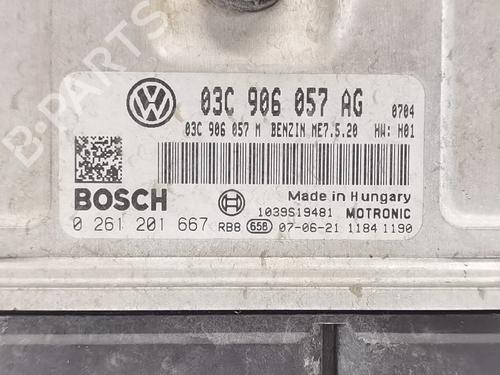 03C 906 057 AG 0704
03C 906 057 M BENZIN ME7.5.20 HW: H01
BOSCH
Made in Hungary
1039S19481 MOTRONIC
0 261 201 667 RB8 658 07-06-21 1184 1190
B-Parts